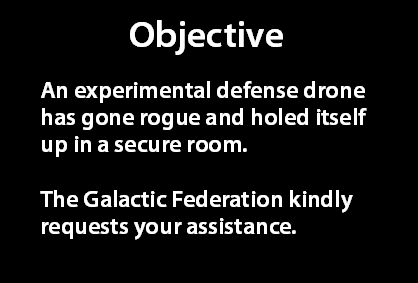 Objective
An experimental defense drone
has gone rogue and holed itself
up in a secure room.
The Galactic Federation kindly
requests your assistance.